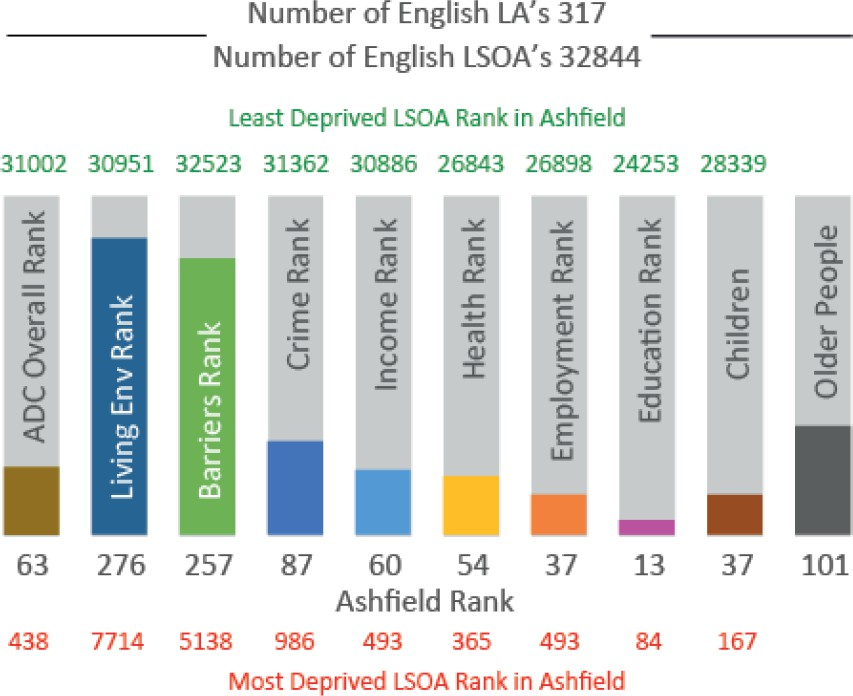 Number of English LA's 317
Number of English LSOA's 32844
Least Deprived LSOA Rank in Ashfield
31002 30951 32523 31362 30886 26843 26898 24253 28339
ADC Overall Rank
Living Env Rank
Barriers Rank
Crime Rank
Income Rank
Health Rank
Employment Rank
Education Rank
Children
Older People
63 276 257 87 60 54 37 13 37 101
Ashfield Rank
438 7714 5138 986 493 365 493 84 167
Most Deprived LSOA Rank in Ashfield